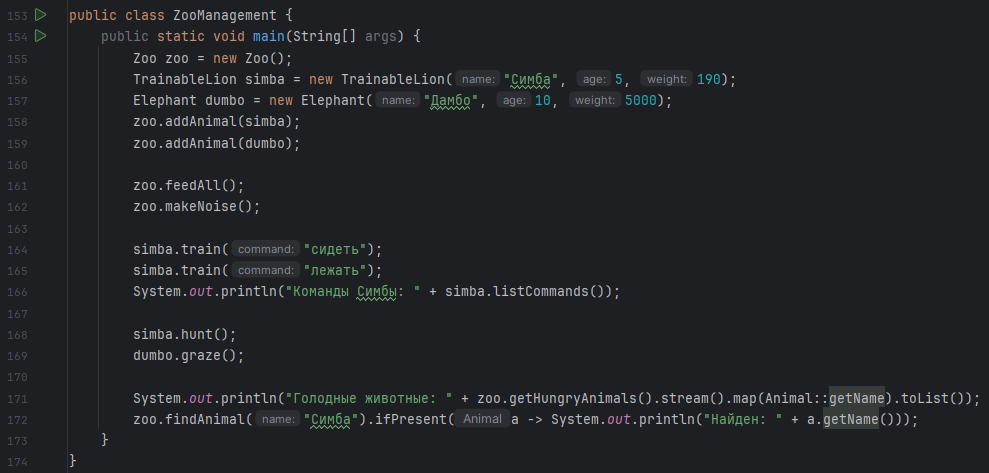 153 public class ZooManagement {
154 public static void main(String[] args) {
155 Zoo zoo = new Zoo();
156 TrainableLion simba = new TrainableLion( name: "Симба", age: 5, weight: 190);
157 Elephant dumbo = new Elephant( name: "Дамбо", age: 10, weight: 5000);
158 zoo.addAnimal(simba);
159 zoo.addAnimal(dumbo);
160
161 zoo.feedAll();
162 zoo.makeNoise();
163
164 simba.train( command: "сидеть");
165 simba.train( command: "лежать");
166 System.out.println("Команды Симбы: " + simba.listCommands());
167
168 simba.hunt();
169 dumbo.graze();
170
171 System.out.println("Голодные животные: " + zoo.getHungryAnimals().stream().map(Animal::getName).toList());
172 zoo.findAnimal( name: "Симба").ifPresent( Animal a -> System.out.println("Найден: " + a.getName()));
173 }
174 }